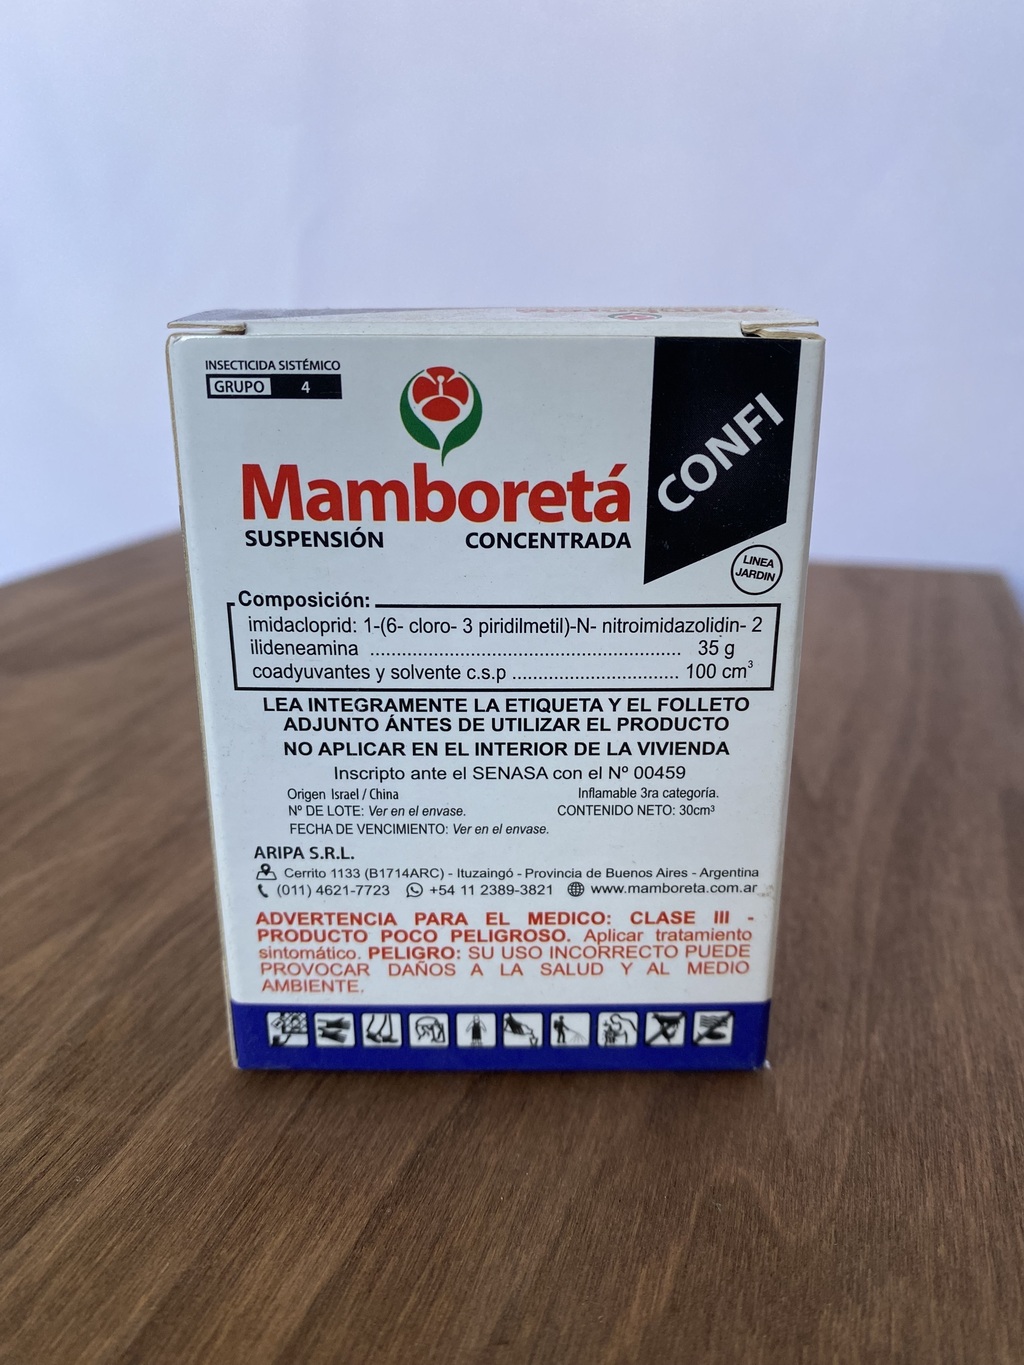 INSECTICIDA SISTÉMICO
GRUPO 4
Mamboretá
SUSPENSIÓN CONCENTRADA
CONFI
LINEA
JARDIN
Composición:
imidacloprid: 1-(6- cloro- 3 piridilmetil)-N- nitroimidazolidin- 2
ilideneamina ........................................................ 35 g
coadyuvantes y solvente c.s.p ............................... 100 cm³
LEA INTEGRAMENTE LA ETIQUETA Y EL FOLLETO
ADJUNTO ÁNTES DE UTILIZAR EL PRODUCTO
NO APLICAR EN EL INTERIOR DE LA VIVIENDA
Inscripto ante el SENASA con el Nº 00459
Origen Israel / China Inflamable 3ra categoría.
Nº DE LOTE: Ver en el envase. CONTENIDO NETO: 30cm³
FECHA DE VENCIMIENTO: Ver en el envase.
ARIPA S.R.L.
Cerrito 1133 (B1714ARC) - Ituzaingó - Provincia de Buenos Aires - Argentina
(011) 4621-7723 +54 11 2389-3821 www.mamboreta.com.ar
ADVERTENCIA PARA EL MEDICO: CLASE III -
PRODUCTO POCO PELIGROSO. Aplicar tratamiento
sintomático. PELIGRO: SU USO INCORRECTO PUEDE
PROVOCAR DAÑOS A LA SALUD Y AL MEDIO
AMBIENTE.